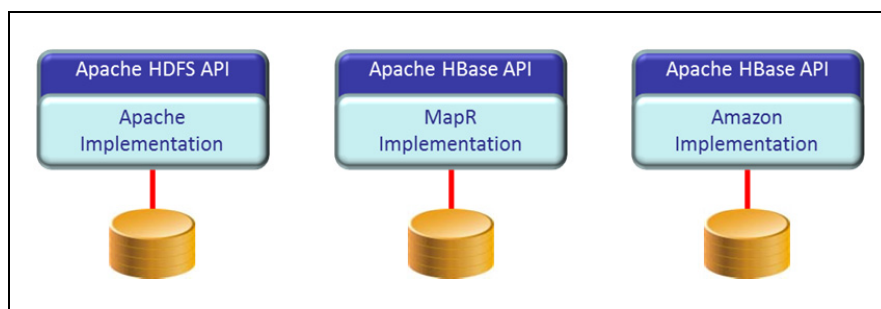 Apache HDFS API
Apache
Implementation
Apache HBase API
MapR
Implementation
Apache HBase API
Amazon
Implementation